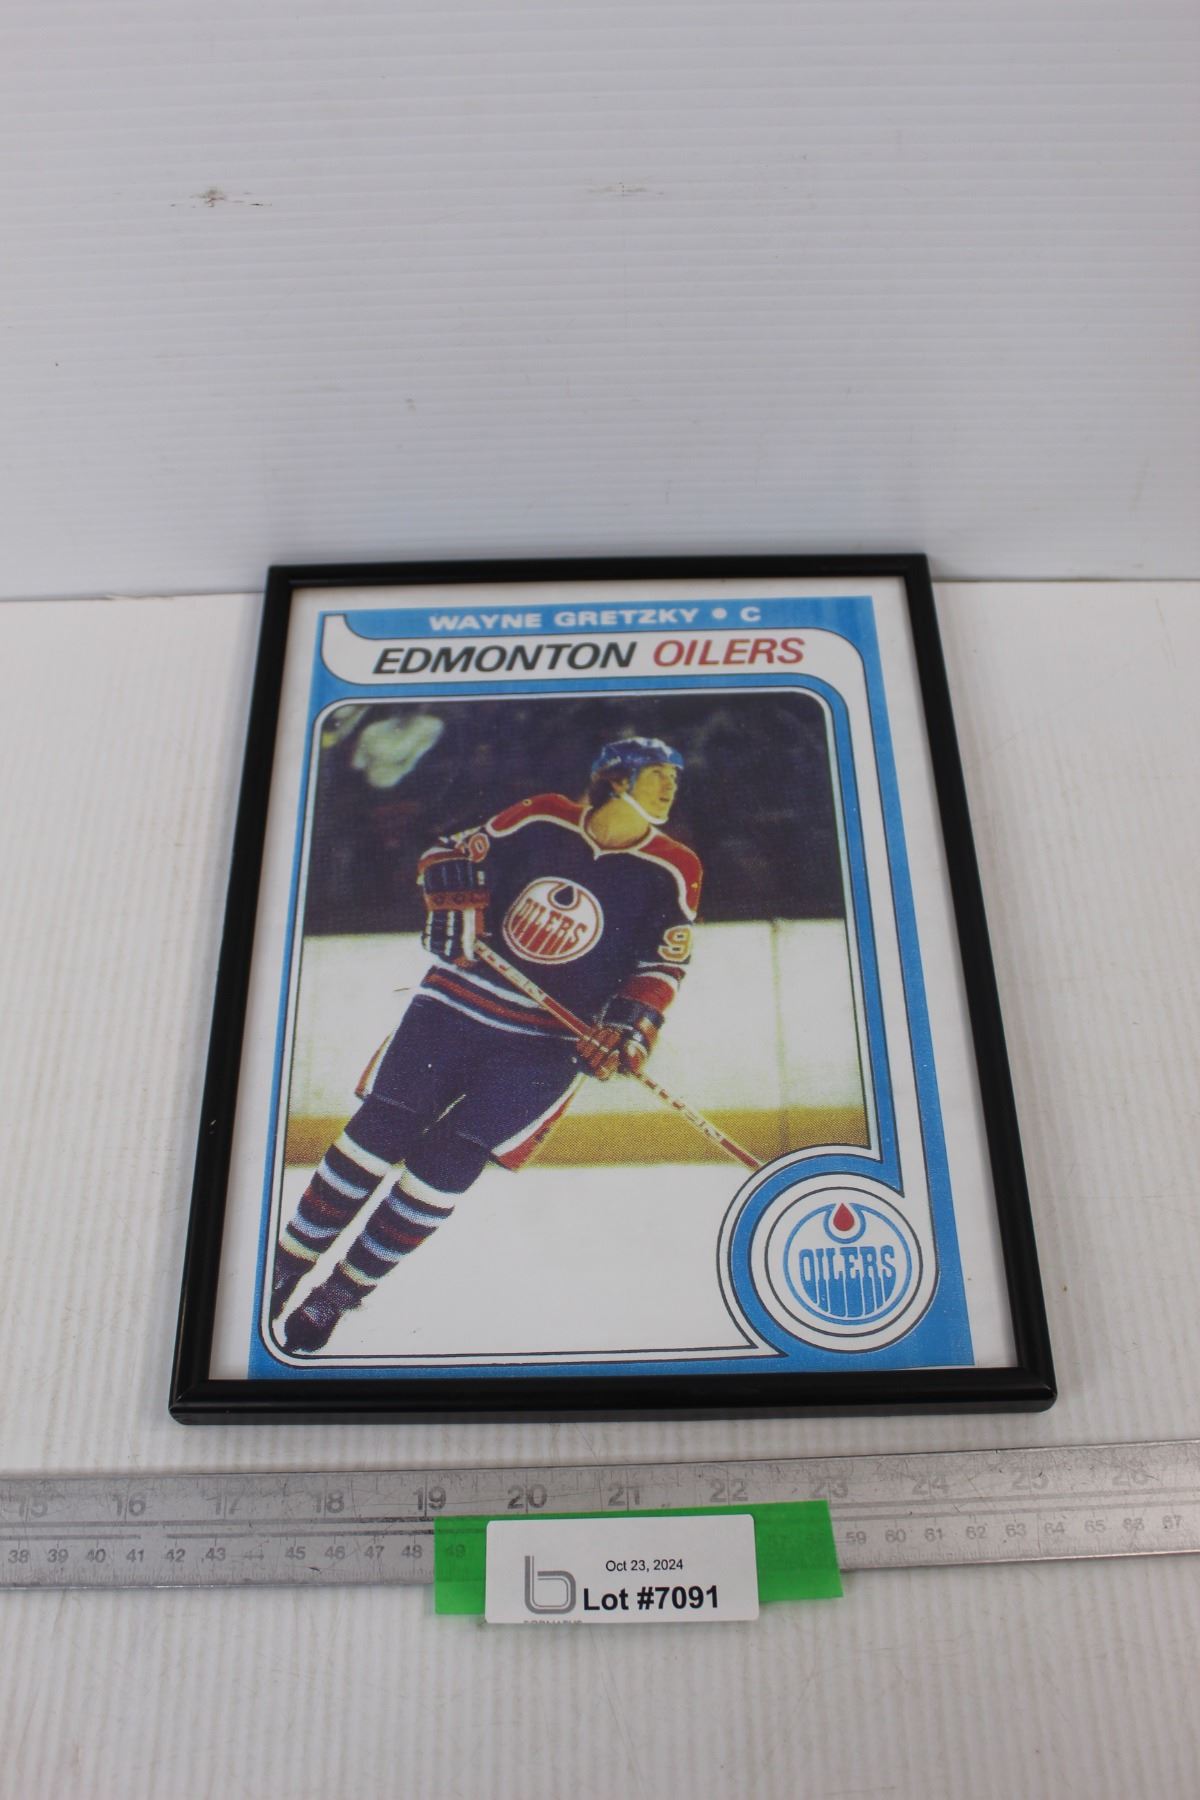 WAYNE GRETZKY • C
EDMONTON OILERS
OILERS
9
OILERS
15 16 17 18 19 20 21 22 23 24 25 26
38 39 40 41 42 43 44 45 46 47 48 49 59 60 61 62 63 64 65 66 67
Oct 23, 2024
Lot #7091